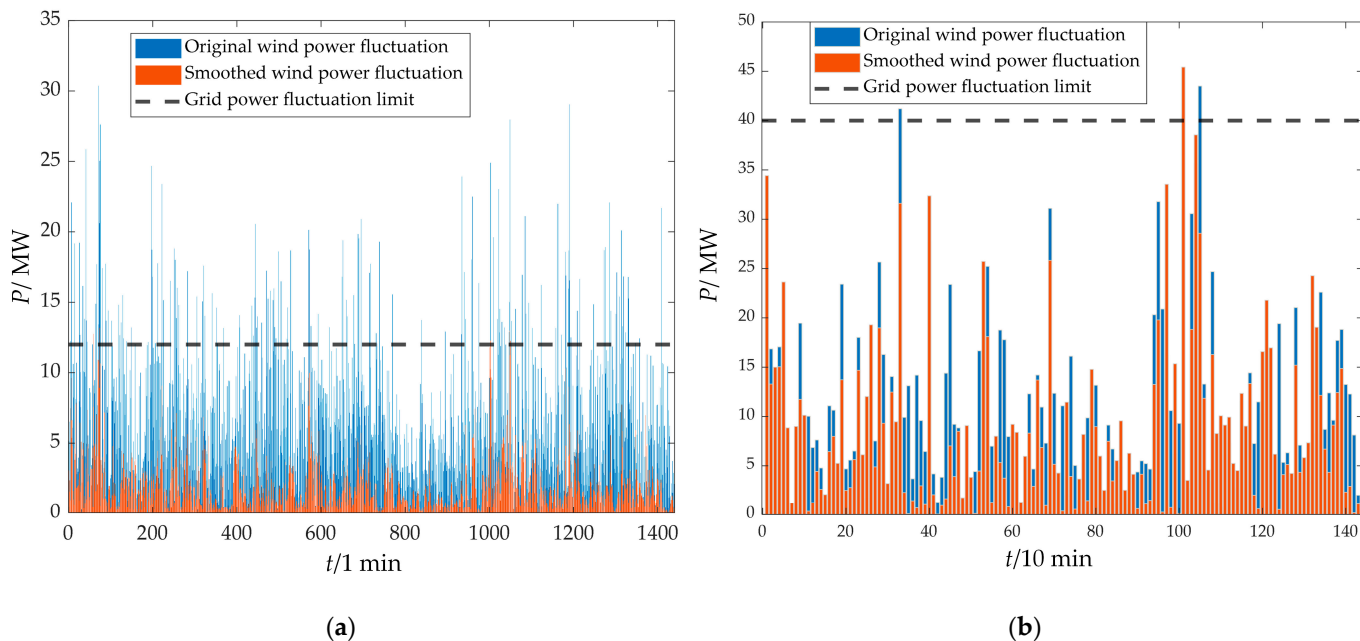 Original wind power fluctuation
Smoothed wind power fluctuation
Grid power fluctuation limit
35
30
25
20
15
10
5
0
P/ MW
0 200 400 600 800 1000 1200 1400
t/1 min
(a)
Original wind power fluctuation
Smoothed wind power fluctuation
Grid power fluctuation limit
50
45
40
35
30
25
20
15
10
5
0
P/ MW
0 20 40 60 80 100 120 140
t/10 min
(b)